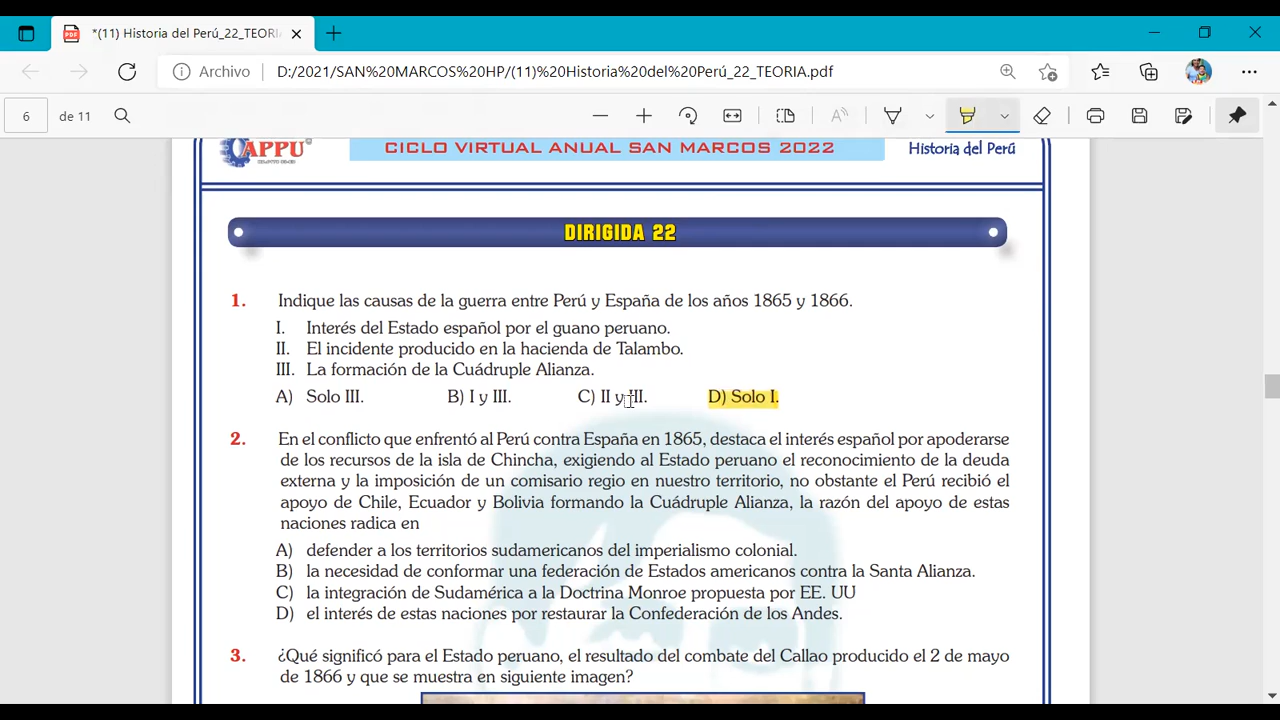 *(11) Historia del Perú_22_TEORI
Archivo
D:/2021/SAN%20MARCOS%20HP/(11)%20Historia%20del%20Perú_22_TEORIA.pdf
6 de 11
APPU
CICLO VIRTUAL ANUAL SAN MARCOS 2022
Historia del Perú
DIRIGIDA 22
1. Indique las causas de la guerra entre Perú y España de los años 1865 y 1866.
I. Interés del Estado español por el guano peruano.
II. El incidente producido en la hacienda de Talambo.
III. La formación de la Cuádruple Alianza.
A) Solo III. B) I y III. C) II y III. D) Solo I.
2. En el conflicto que enfrentó al Perú contra España en 1865, destaca el interés español por apoderarse
de los recursos de la isla de Chincha, exigiendo al Estado peruano el reconocimiento de la deuda
externa y la imposición de un comisario regio en nuestro territorio, no obstante el Perú recibió el
apoyo de Chile, Ecuador y Bolivia formando la Cuádruple Alianza, la razón del apoyo de estas
naciones radica en
A) defender a los territorios sudamericanos del imperialismo colonial.
B) la necesidad de conformar una federación de Estados americanos contra la Santa Alianza.
C) la integración de Sudamérica a la Doctrina Monroe propuesta por EE. UU
D) el interés de estas naciones por restaurar la Confederación de los Andes.
3. ¿Qué significó para el Estado peruano, el resultado del combate del Callao producido el 2 de mayo
de 1866 y que se muestra en siguiente imagen?